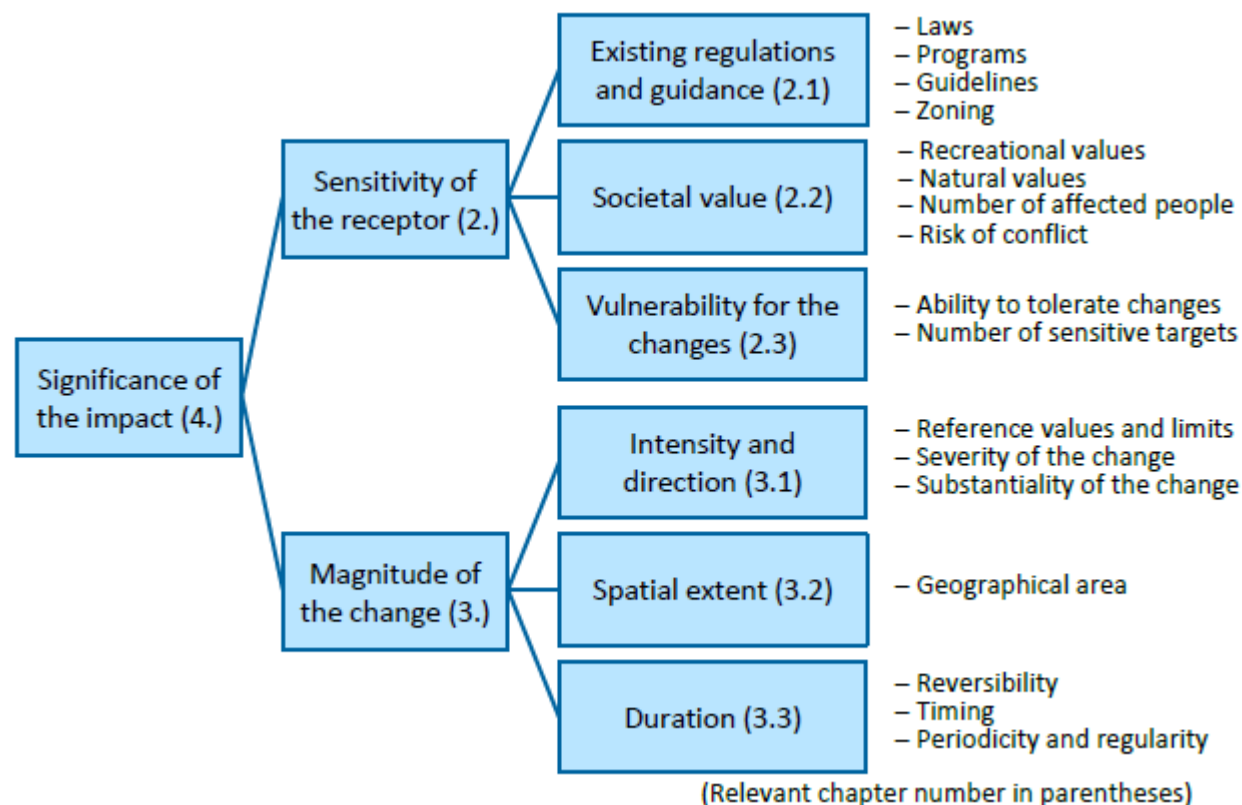 Existing regulations
and guidance (2.1)
– Laws
– Programs
– Guidelines
– Zoning
Sensitivity of
the receptor (2.)
Societal value (2.2)
– Recreational values
– Natural values
– Number of affected people
– Risk of conflict
Vulnerability for the
changes (2.3)
– Ability to tolerate changes
– Number of sensitive targets
Significance of
the impact (4.)
Intensity and
direction (3.1)
– Reference values and limits
– Severity of the change
– Substantiality of the change
Magnitude of
the change (3.)
Spatial extent (3.2)
– Geographical area
Duration (3.3)
– Reversibility
– Timing
– Periodicity and regularity
(Relevant chapter number in parentheses)